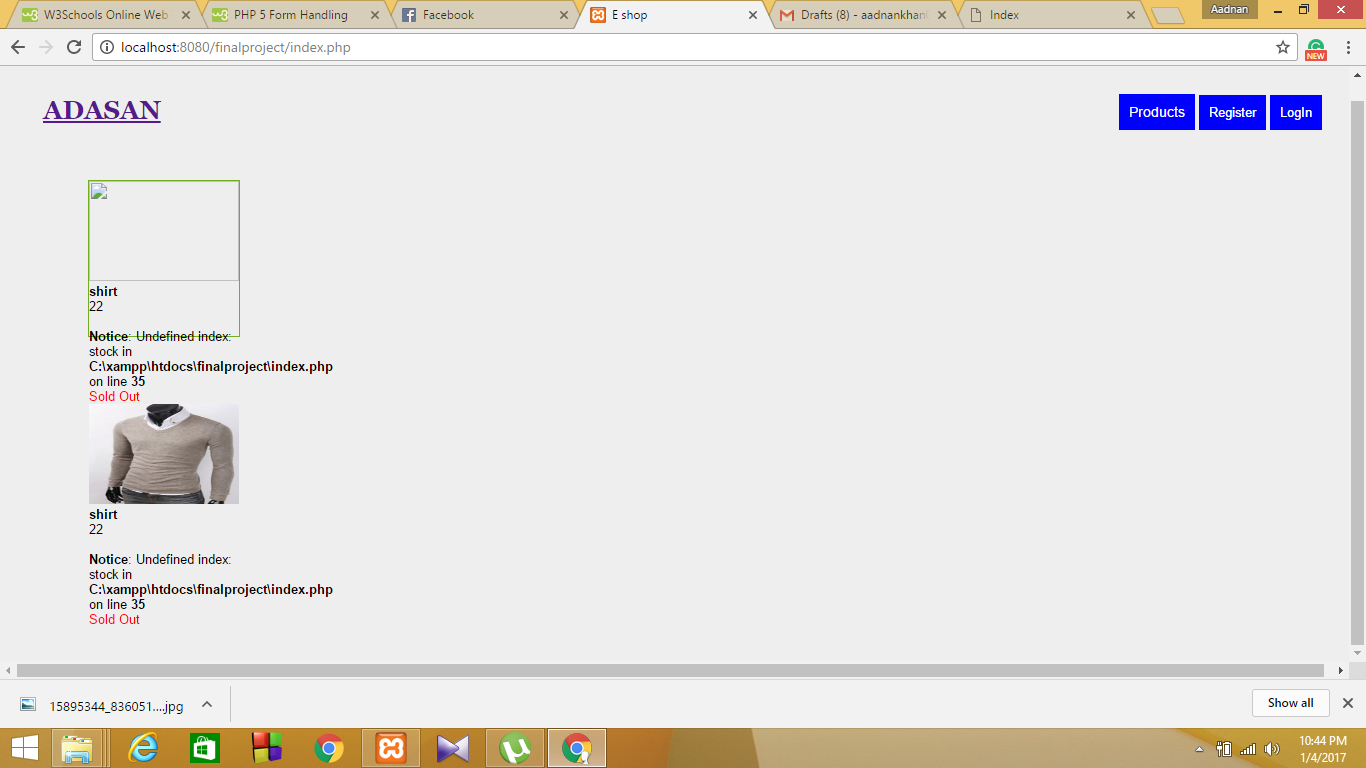 W3Schools Online Web
PHP 5 Form Handling
Facebook
E shop
Drafts (8) - aadnankhan
Index
Aadnan
localhost:8080/finalproject/index.php
NEW
ADASAN
Products
Register
LogIn
shirt
22
Notice: Undefined index:
stock in
C:\xampp\htdocs\finalproject\index.php
on line 35
Sold Out
shirt
22
Notice: Undefined index:
stock in
C:\xampp\htdocs\finalproject\index.php
on line 35
Sold Out
15895344_836051....jpg
Show all
10:44 PM
1/4/2017